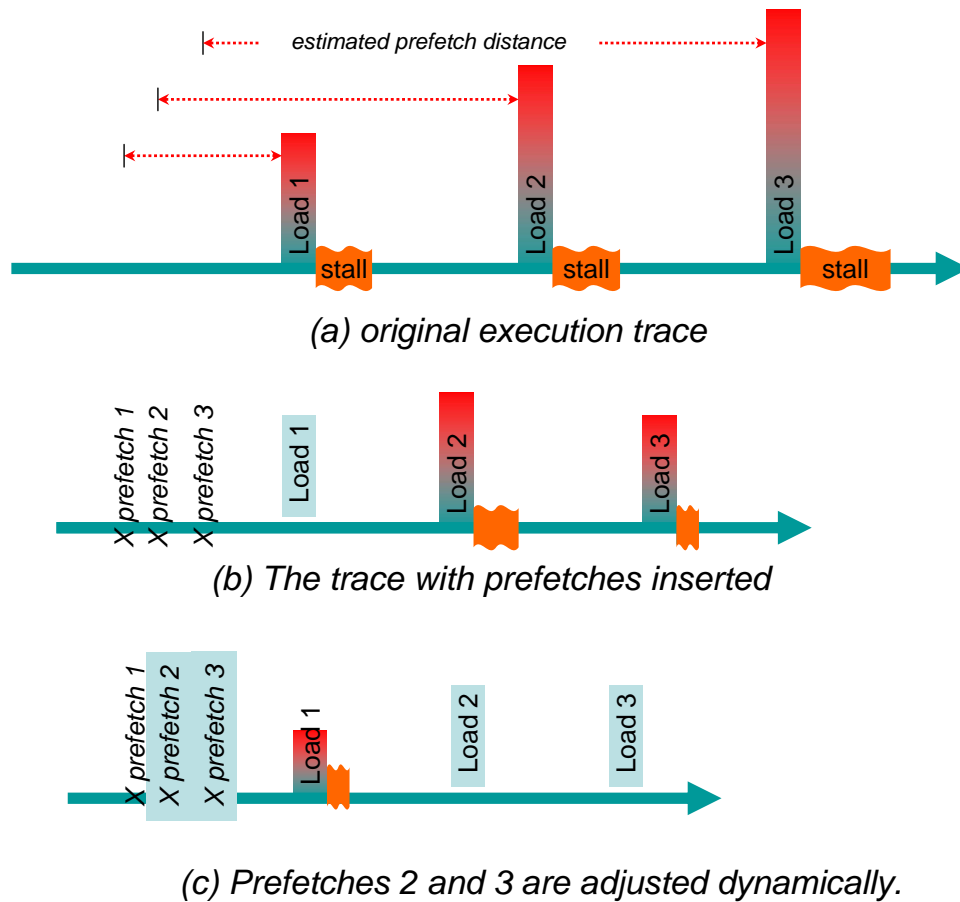 estimated prefetch distance
Load 1
Load 2
Load 3
stall
stall
stall
(a) original execution trace
X prefetch 1
X prefetch 2
X prefetch 3
Load 1
Load 2
Load 3
(b) The trace with prefetches inserted
X prefetch 1
X prefetch 2
X prefetch 3
Load 1
Load 2
Load 3
(c) Prefetches 2 and 3 are adjusted dynamically.